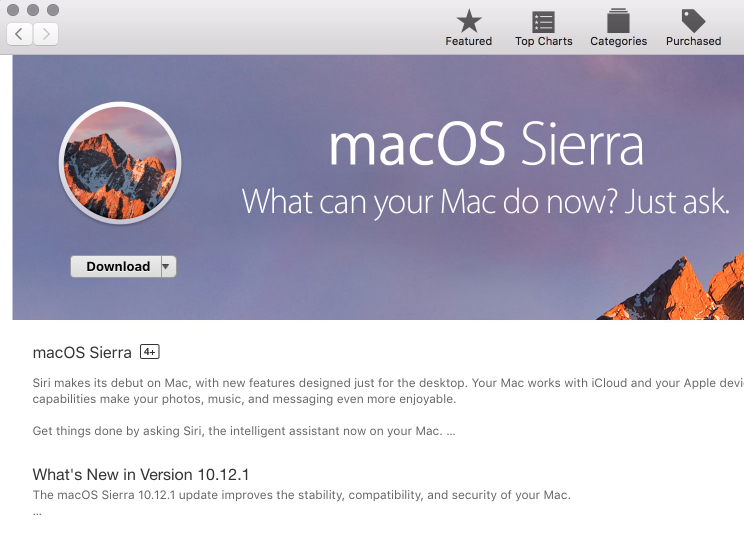 Featured Top Charts Categories Purchased
macOS Sierra
What can your Mac do now? Just ask.
Download
macOS Sierra 4+
Siri makes its debut on Mac, with new features designed just for the desktop. Your Mac works with iCloud and your Apple devi
capabilities make your photos, music, and messaging even more enjoyable.
Get things done by asking Siri, the intelligent assistant now on your Mac. ...
What's New in Version 10.12.1
The macOS Sierra 10.12.1 update improves the stability, compatibility, and security of your Mac.
...